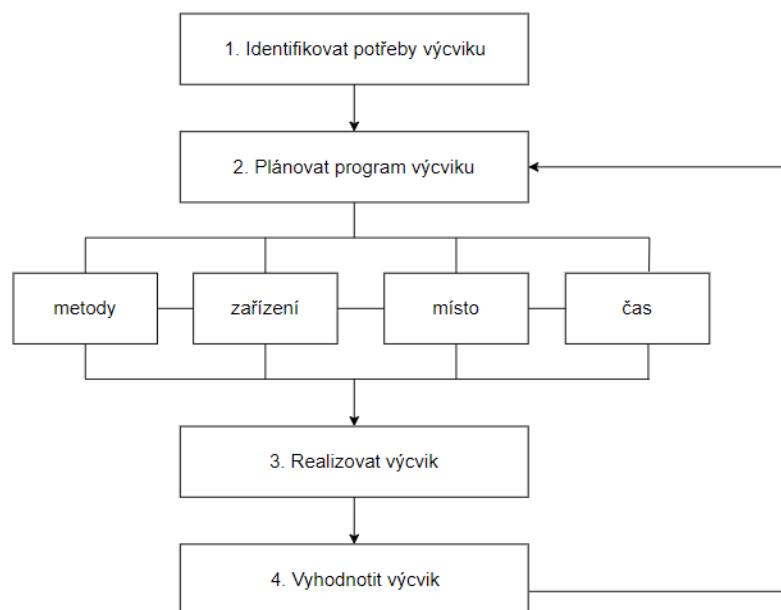 1. Identifikovat potřeby výcviku
2. Plánovat program výcviku
metody
zařízení
místo
čas
3. Realizovat výcvik
4. Vyhodnotit výcvik